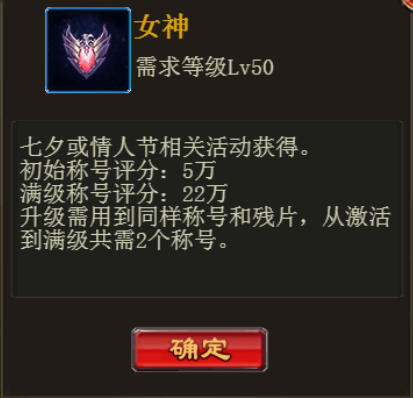 女神
需求等级Lv50
七夕或情人节相关活动获得。
初始称号评分：5万
满级称号评分：22万
升级需用到同样称号和残片，从激活
到满级共需2个称号。
确定